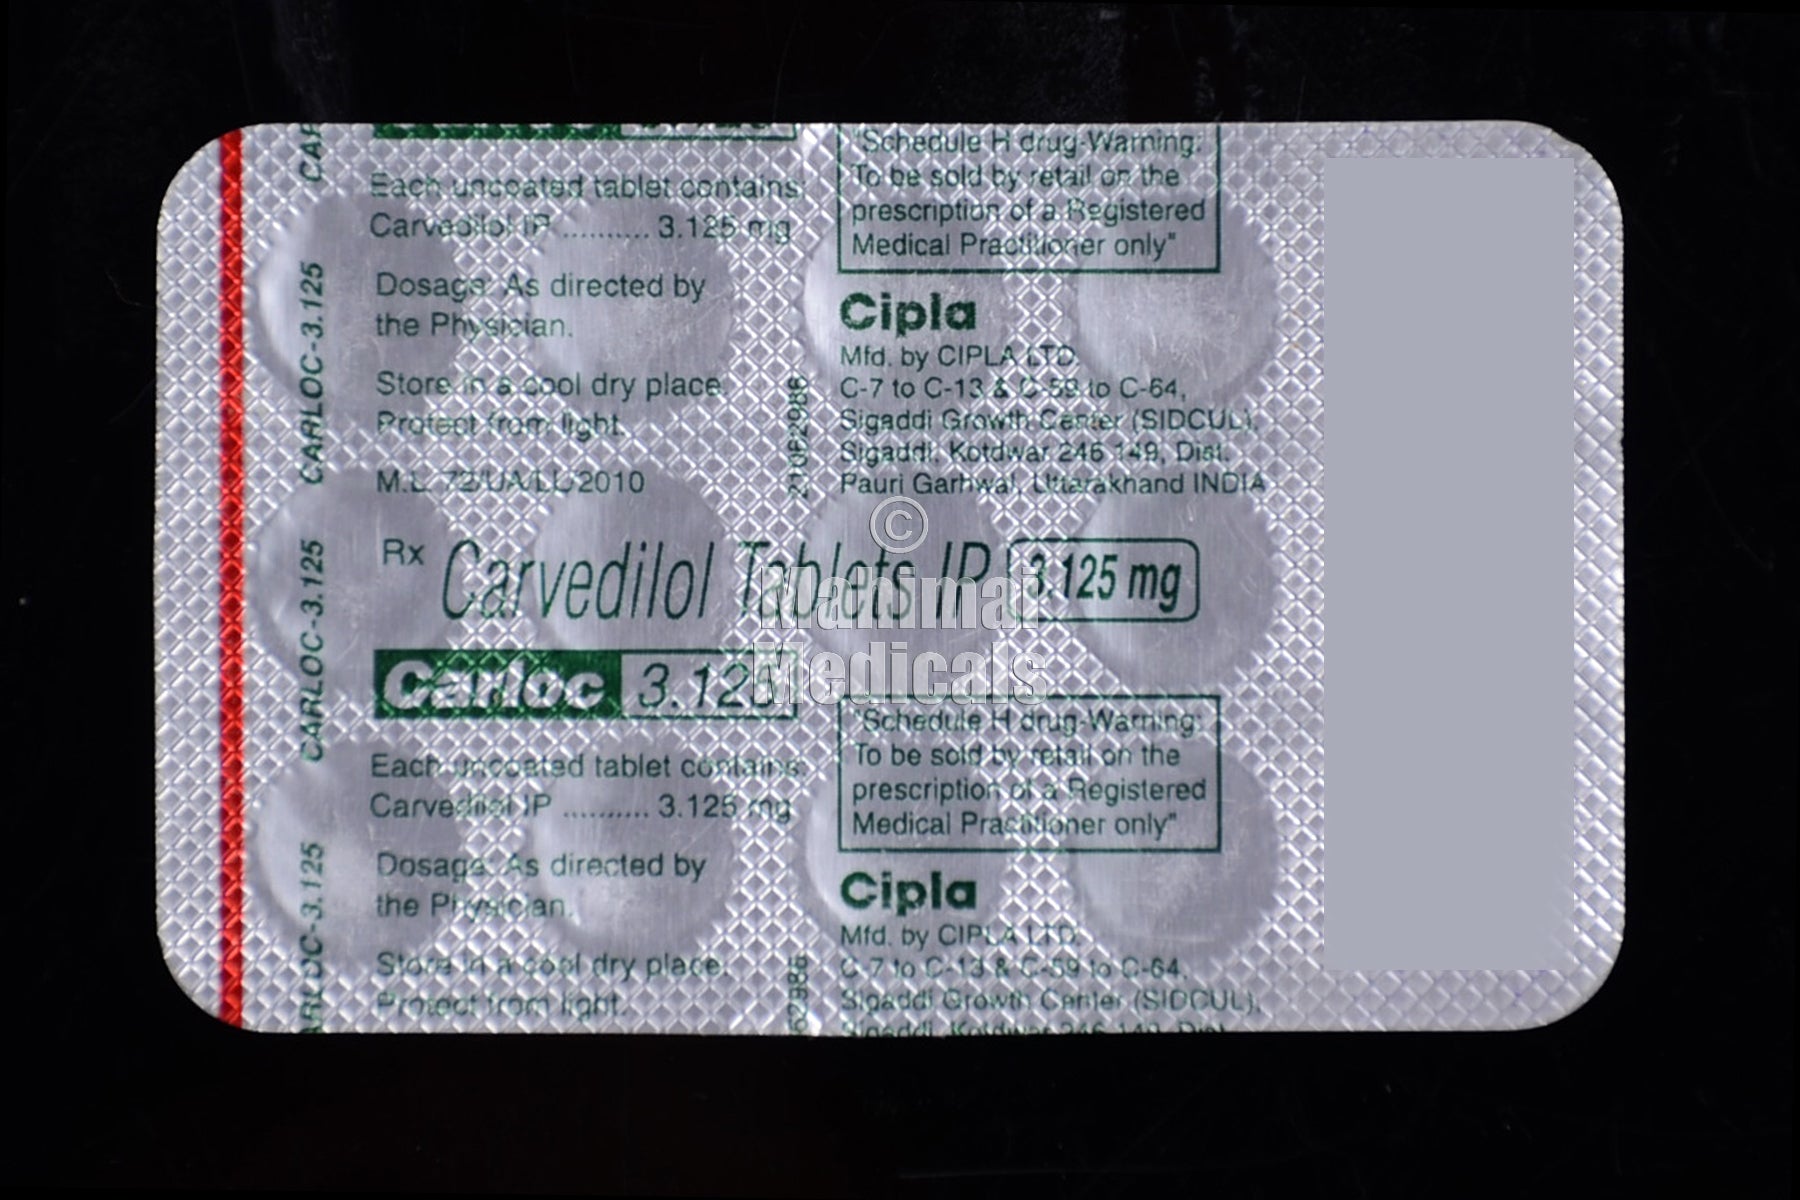 CARLOC-3.125
CARLOC-3.125
Each uncoated tablet contains:
Carvedilol IP .......... 3.125 mg
Dosage: As directed by
the Physician.
Store in a cool dry place.
Protect from light.
M.L. 72/UA/LL/2010
"Schedule H drug-Warning:
To be sold by retail on the
prescription of a Registered
Medical Practitioner only"
Cipla
Mfd. by CIPLA LTD.
C-7 to C-13 & C-59 to C-64,
Sigaddi Growth Center (SIDCUL),
Sigaddi, Kotdwar 246 149, Dist.
Pauri Garhwal, Uttarakhand INDIA
Rx Carvedilol Tablets IP 3.125 mg
Carloc 3.125
©
Mahimai
Medicals
Each uncoated tablet contains:
Carvedilol IP .......... 3.125 mg
Dosage: As directed by
the Physician.
Store in a cool dry place.
Protect from light.
"Schedule H drug-Warning:
To be sold by retail on the
prescription of a Registered
Medical Practitioner only"
Cipla
Mfd. by CIPLA LTD.
C-7 to C-13 & C-59 to C-64,
Sigaddi Growth Center (SIDCUL),
Sigaddi, Kotdwar 246 149, Dist.